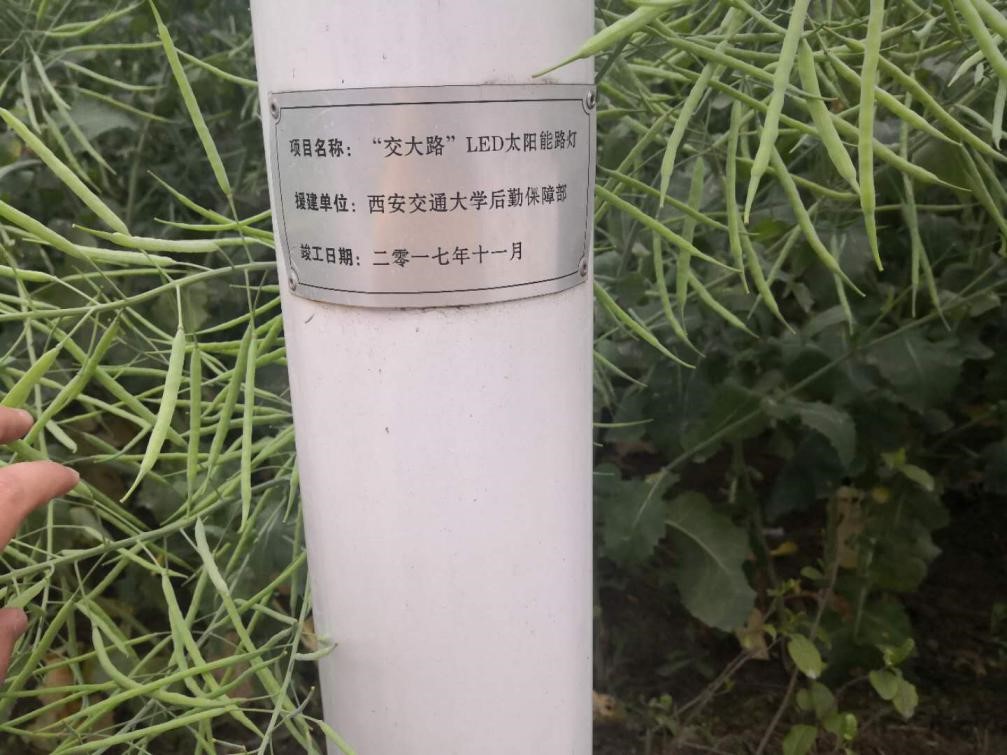 项目名称：“交大路”LED太阳能路灯
援建单位：西安交通大学后勤保障部
竣工日期：二零一七年十一月